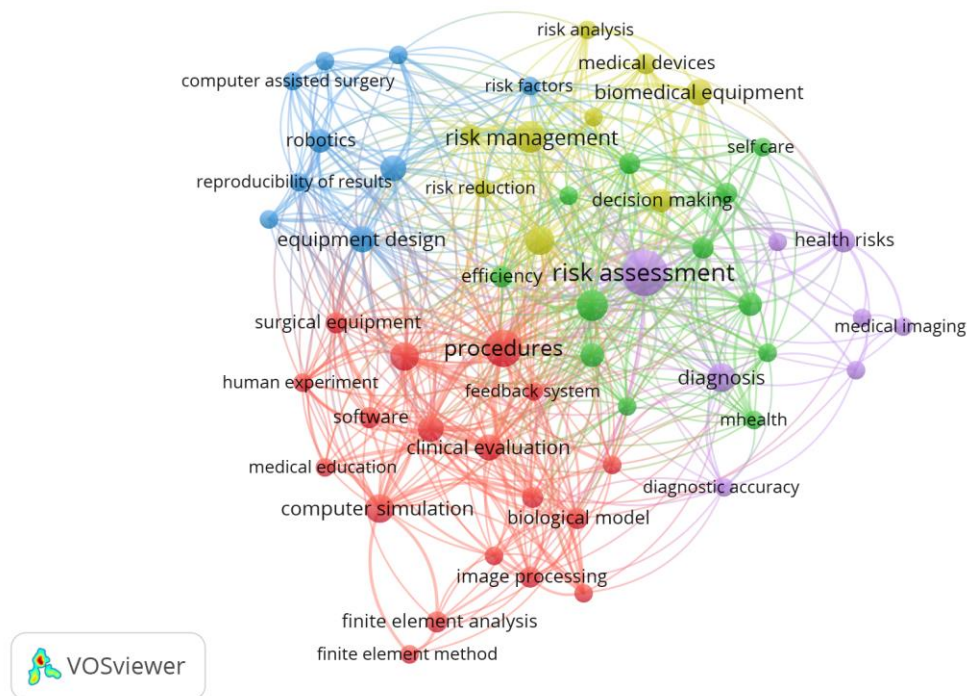 risk analysis
medical devices
computer assisted surgery
risk factors
biomedical equipment
robotics
risk management
self care
reproducibility of results
risk reduction
decision making
equipment design
health risks
efficiency
risk assessment
surgical equipment
medical imaging
procedures
human experiment
feedback system
diagnosis
software
mhealth
clinical evaluation
medical education
diagnostic accuracy
computer simulation
biological model
image processing
finite element analysis
finite element method
VOSviewer